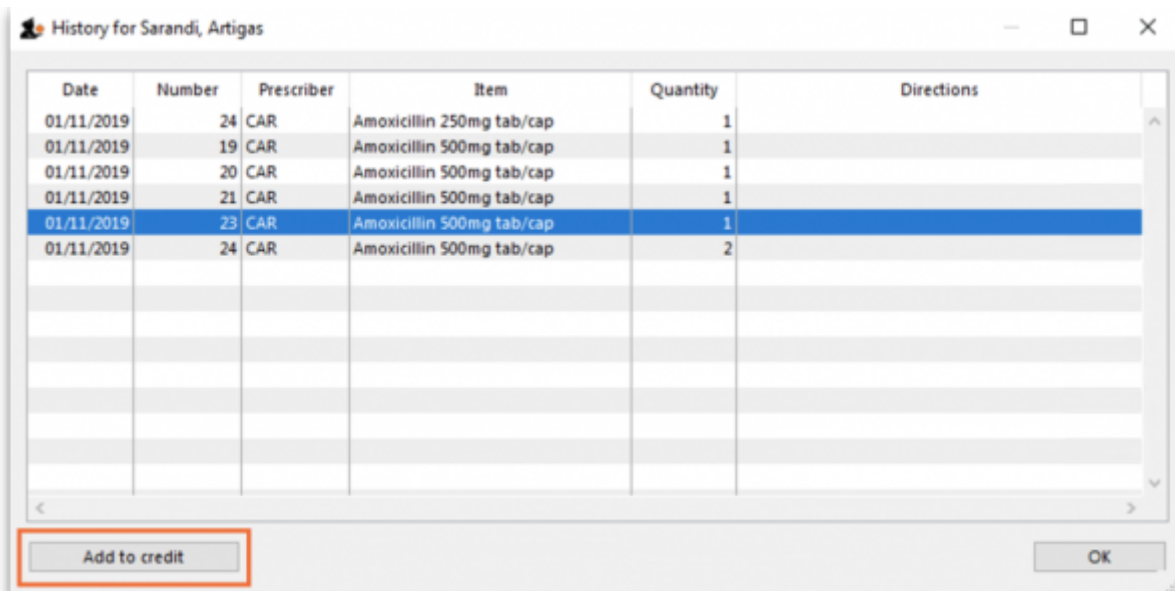 History for Sarandi, Artigas
Date Number Prescriber Item Quantity Directions
01/11/2019 24 CAR Amoxicillin 250mg tab/cap 1
01/11/2019 19 CAR Amoxicillin 500mg tab/cap 1
01/11/2019 20 CAR Amoxicillin 500mg tab/cap 1
01/11/2019 21 CAR Amoxicillin 500mg tab/cap 1
01/11/2019 23 CAR Amoxicillin 500mg tab/cap 1
01/11/2019 24 CAR Amoxicillin 500mg tab/cap 2
Add to credit OK